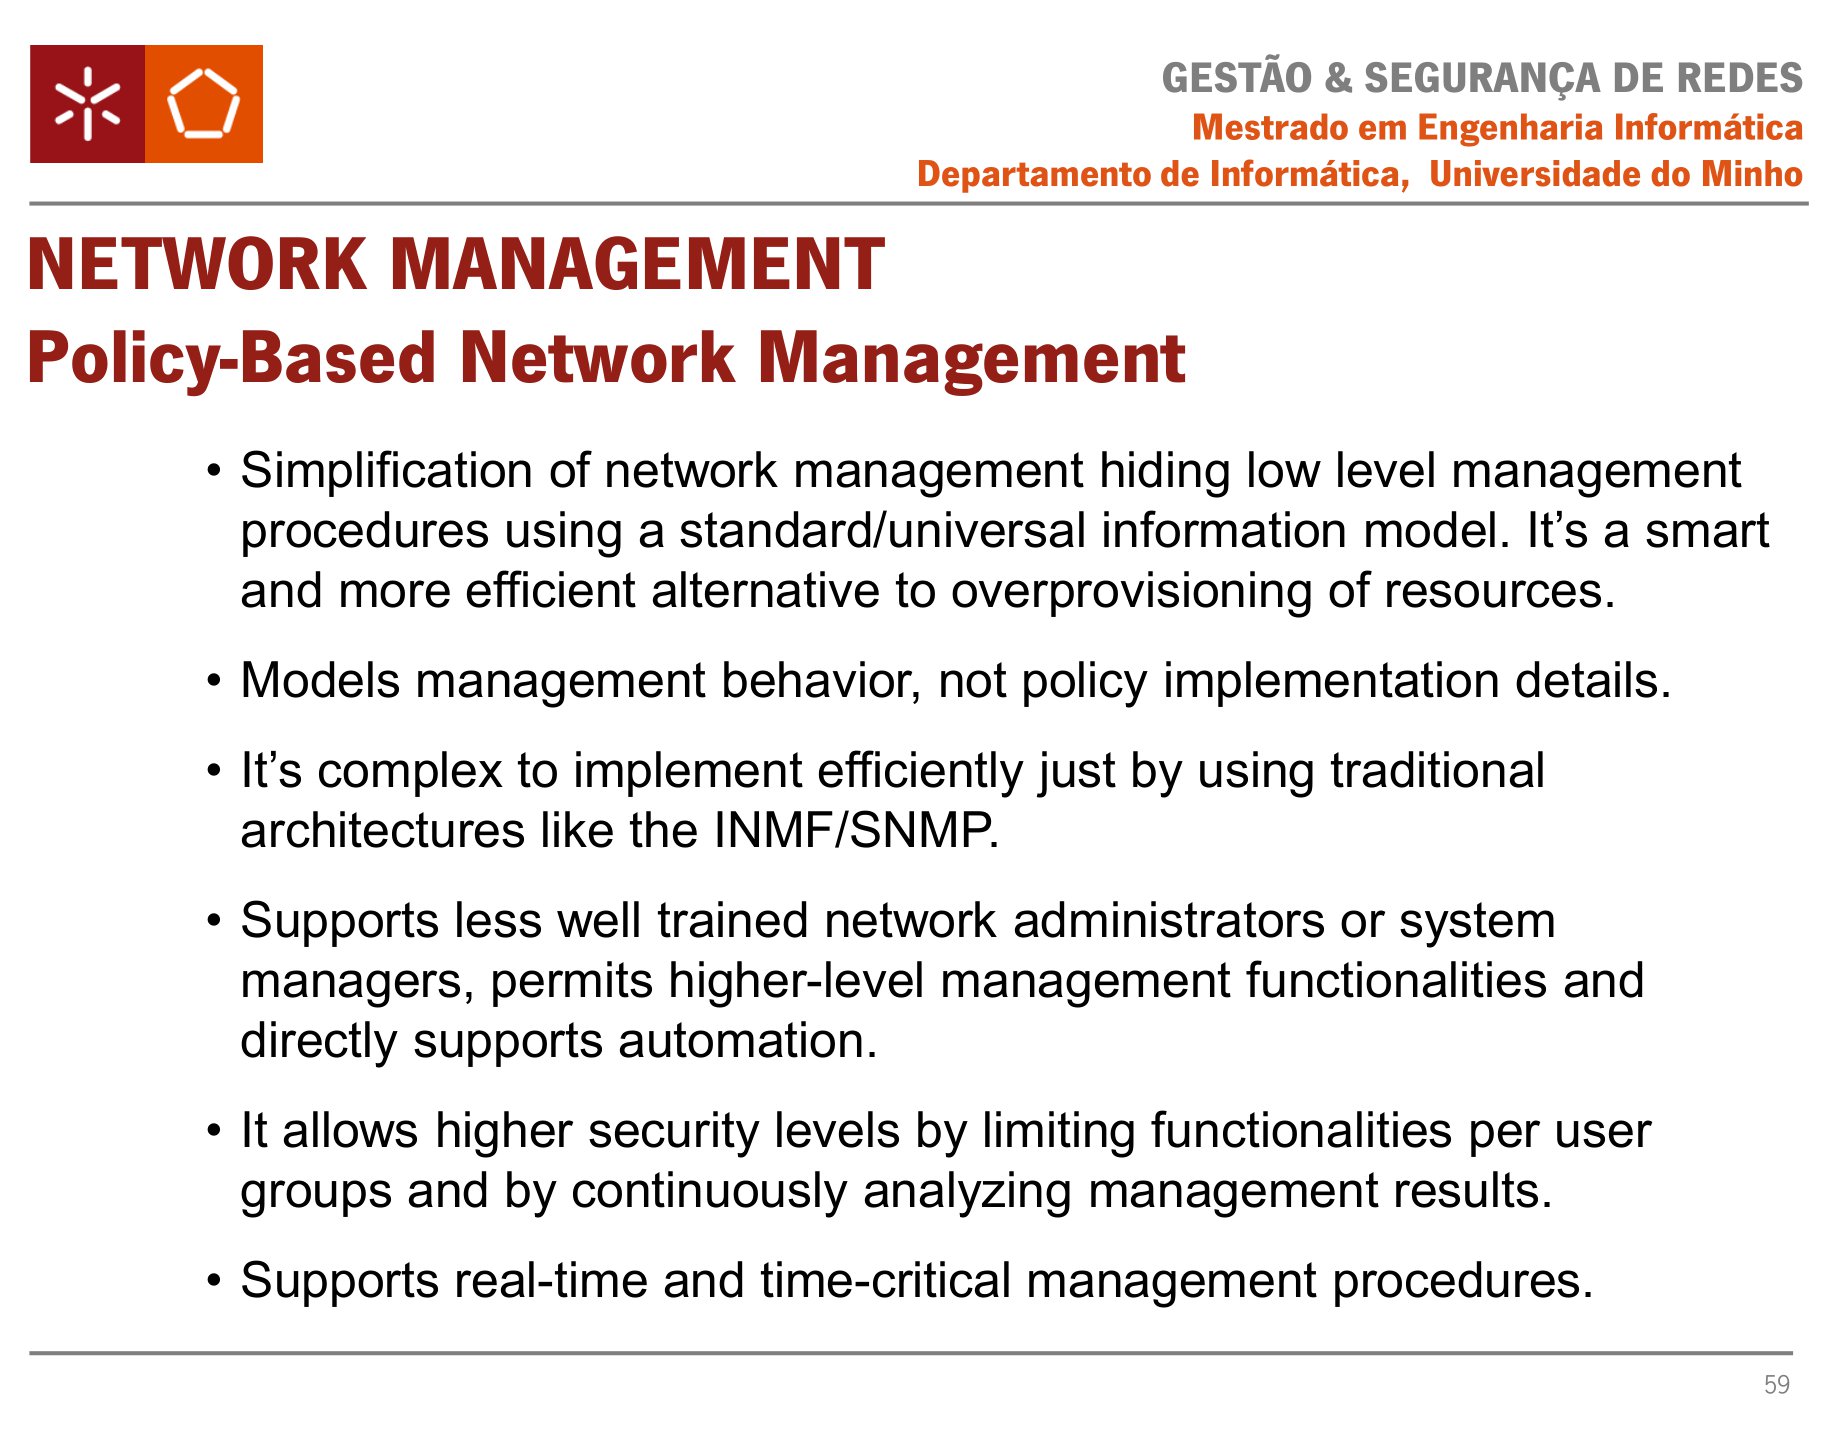 GESTÃO & SEGURANÇA DE REDES
Mestrado em Engenharia Informática
Departamento de Informática, Universidade do Minho
NETWORK MANAGEMENT
Policy-Based Network Management
• Simplification of network management hiding low level management
procedures using a standard/universal information model. It’s a smart
and more efficient alternative to overprovisioning of resources.
• Models management behavior, not policy implementation details.
• It’s complex to implement efficiently just by using traditional
architectures like the INMF/SNMP.
• Supports less well trained network administrators or system
managers, permits higher-level management functionalities and
directly supports automation.
• It allows higher security levels by limiting functionalities per user
groups and by continuously analyzing management results.
• Supports real-time and time-critical management procedures.
59